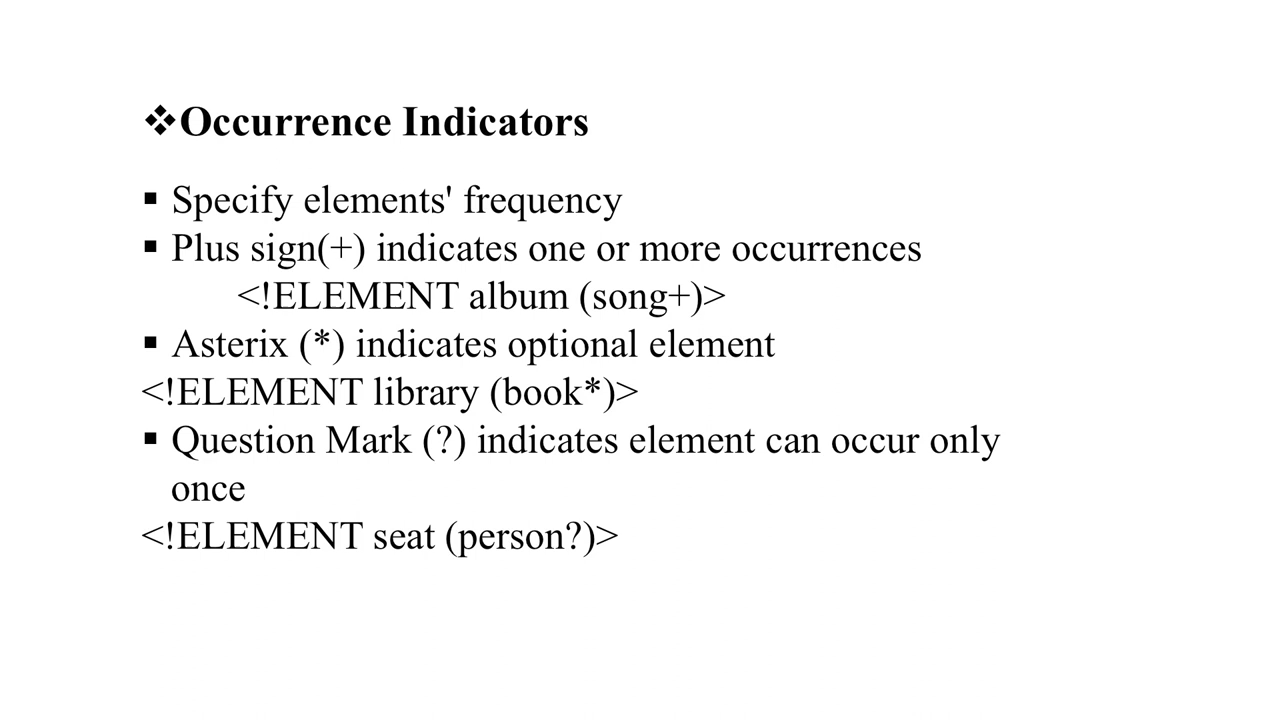 ❖Occurrence Indicators
▪ Specify elements' frequency
▪ Plus sign(+) indicates one or more occurrences
<!ELEMENT album (song+)>
▪ Asterix (*) indicates optional element
<!ELEMENT library (book*)>
▪ Question Mark (?) indicates element can occur only
once
<!ELEMENT seat (person?)>